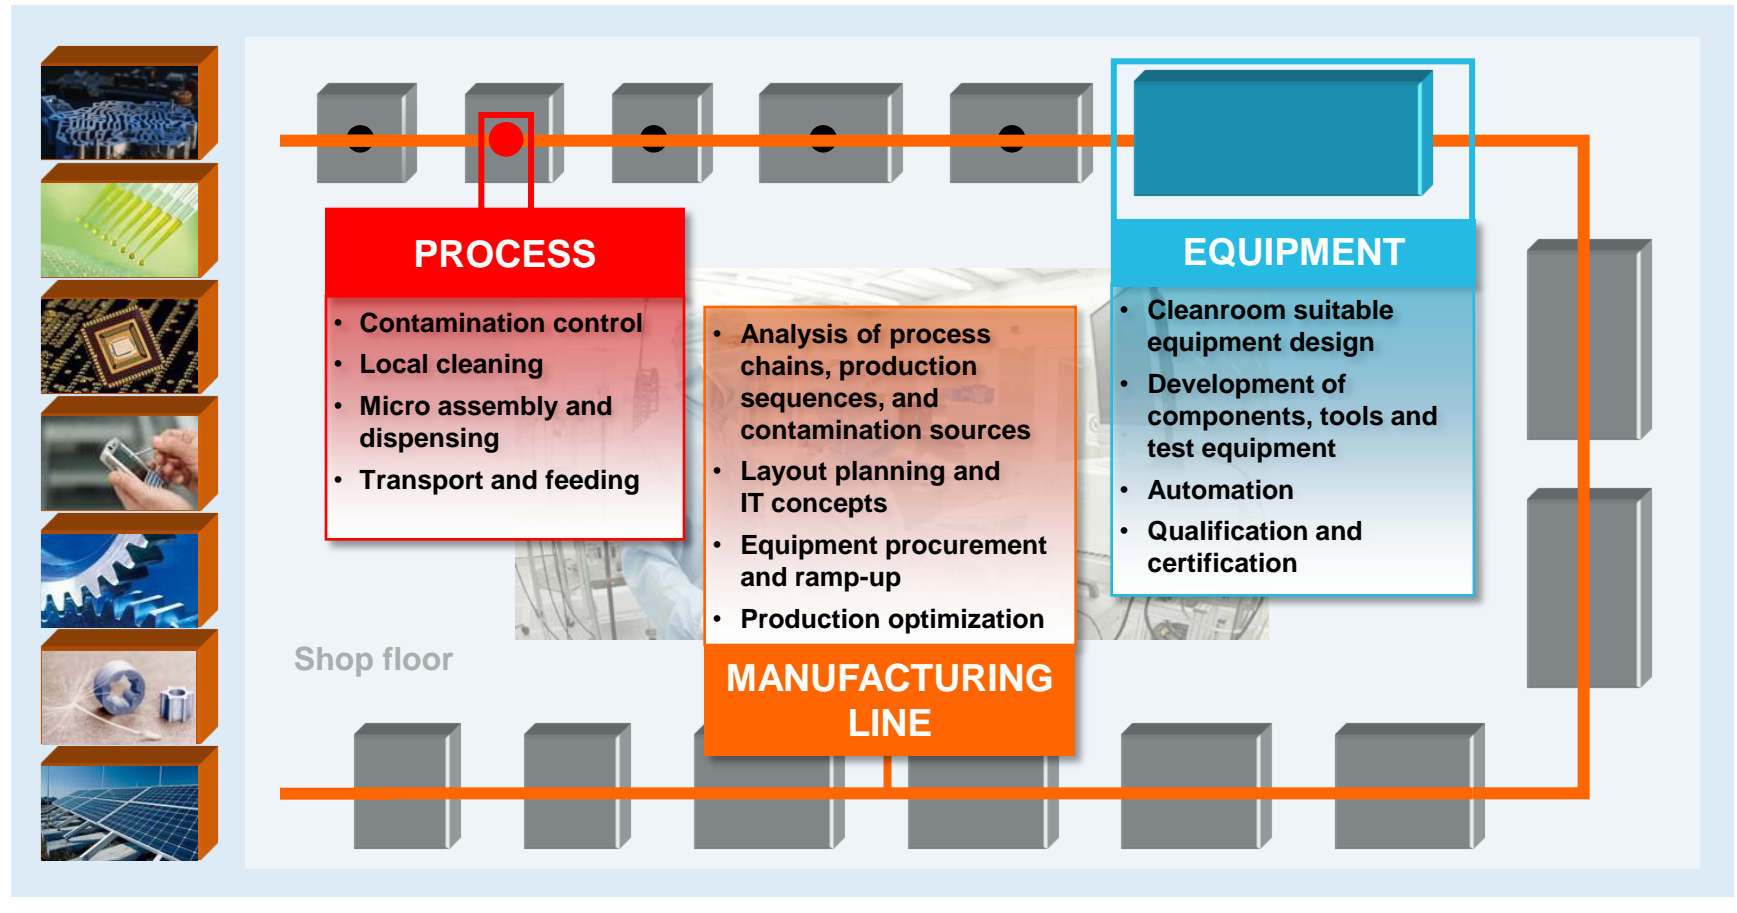 PROCESS
• Contamination control
• Local cleaning
• Micro assembly and
dispensing
• Transport and feeding
• Analysis of process
chains, production
sequences, and
contamination sources
• Layout planning and
IT concepts
• Equipment procurement
and ramp-up
• Production optimization
MANUFACTURING
LINE
EQUIPMENT
• Cleanroom suitable
equipment design
• Development of
components, tools and
test equipment
• Automation
• Qualification and
certification
Shop floor